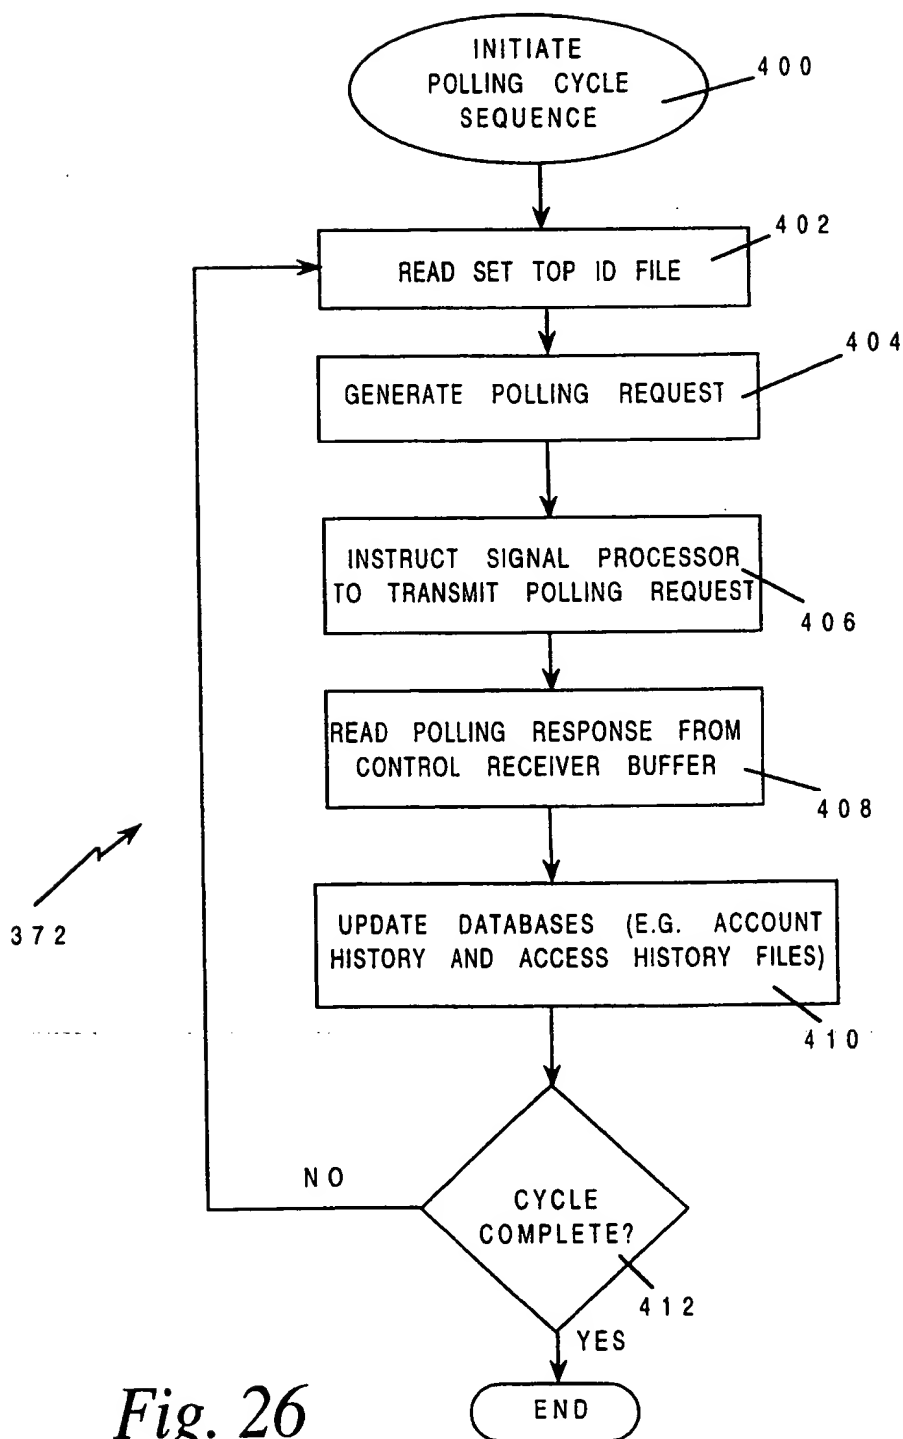 INITIATE
POLLING CYCLE
SEQUENCE
400
402
READ SET TOP ID FILE
404
GENERATE POLLING REQUEST
INSTRUCT SIGNAL PROCESSOR
TO TRANSMIT POLLING REQUEST
406
READ POLLING RESPONSE FROM
CONTROL RECEIVER BUFFER
408
372
UPDATE DATABASES (E.G. ACCOUNT
HISTORY AND ACCESS HISTORY FILES)
410
NO
CYCLE
COMPLETE?
412
YES
END
Fig. 26